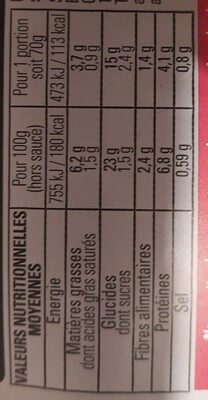 VALEURS NUTRITIONNELLES MOYENNES
Pour 100g (hors sauce)
Pour 1 portion soit 70g
Energie 755 kJ / 180 kcal 473 kJ / 113 kcal
Matières grasses 6,2 g 3,7 g
dont acides gras saturés 1,5 g 0,9 g
Glucides 23 g 15 g
dont sucres 1,5 g 2,4 g
Fibres alimentaires 2,4 g 1,4 g
Protéines 6,8 g 4,1 g
Sel 0,59 g 0,8 g